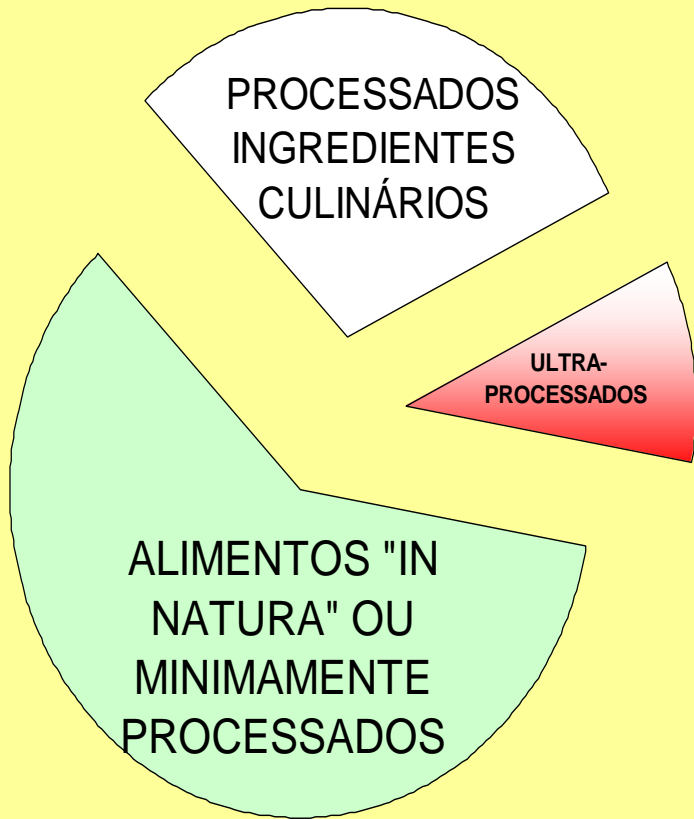 PROCESSADOS
INGREDIENTES
CULINÁRIOS
ULTRA-
PROCESSADOS
ALIMENTOS "IN
NATURA" OU
MINIMAMENTE
PROCESSADOS